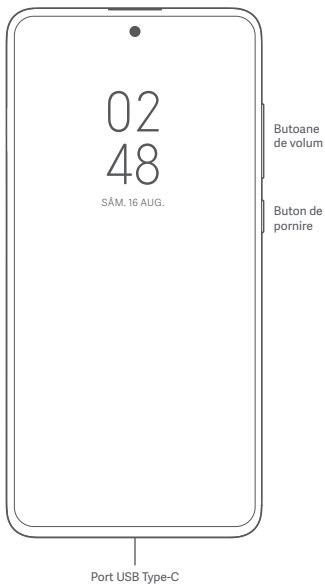 02
48
SÂM. 16 AUG.
Butoane
de volum
Buton de
pornire
Port USB Type-C